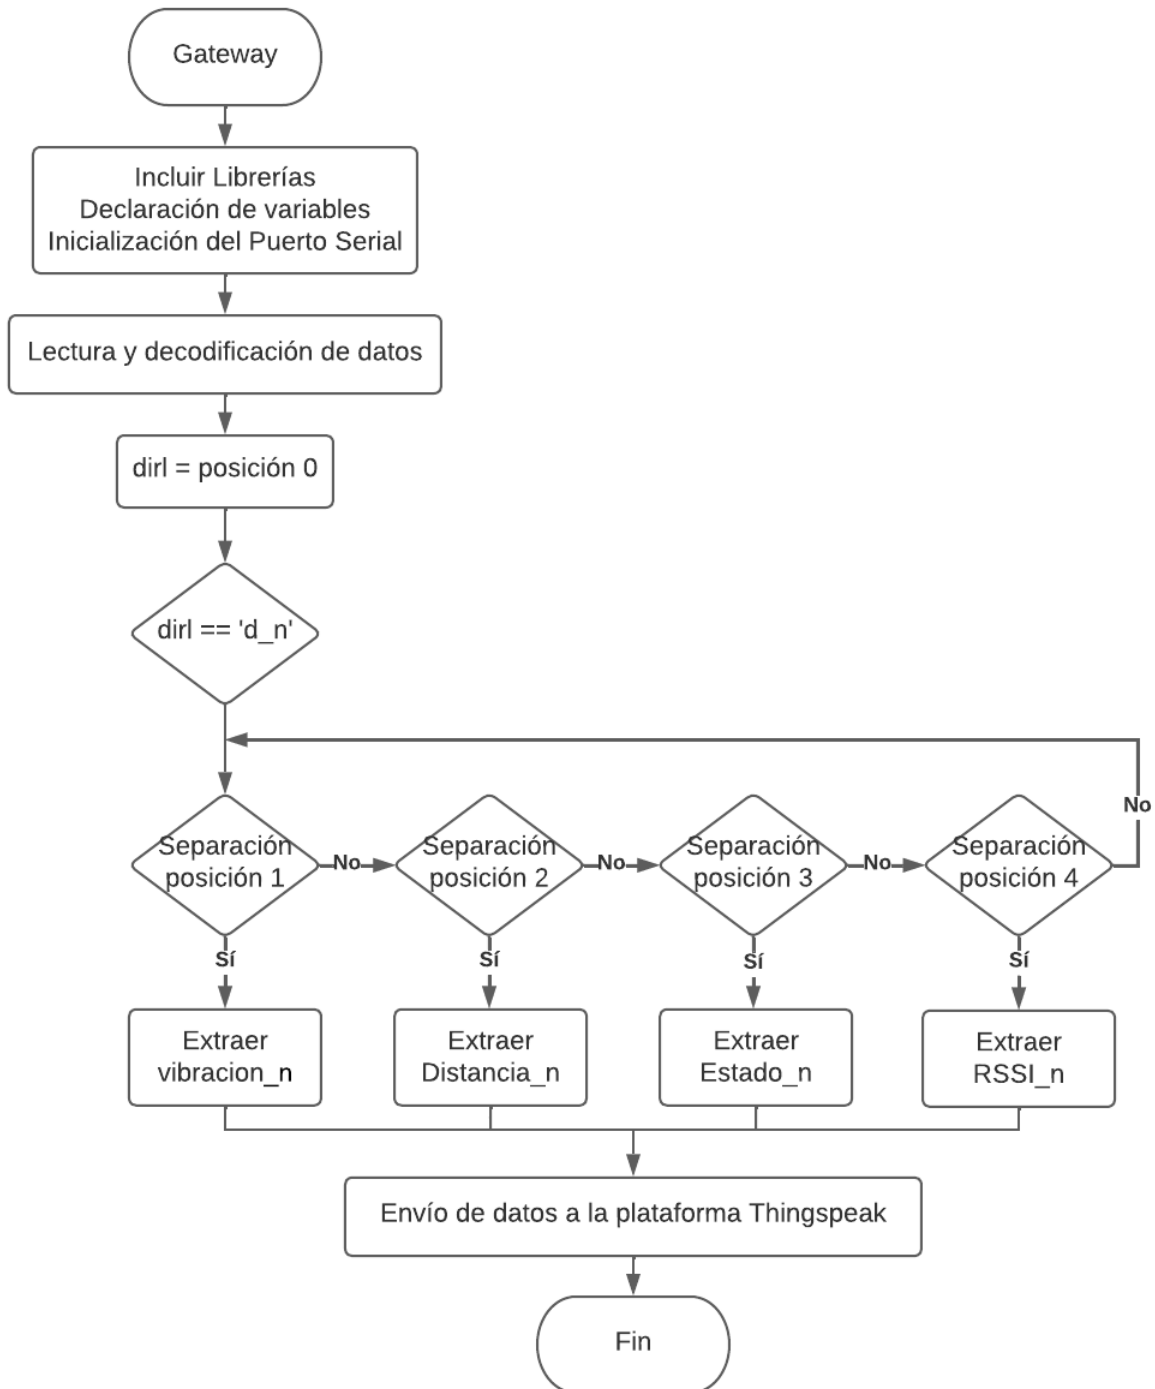 Gateway
Incluir Librerías
Declaración de variables
Inicialización del Puerto Serial
Lectura y decodificación de datos
dirl = posición 0
dirl == 'd_n'
Separación
posición 1
No
Separación
posición 2
No
Separación
posición 3
No
Separación
posición 4
No
Sí
Sí
Sí
Sí
Extraer
vibracion_n
Extraer
Distancia_n
Extraer
Estado_n
Extraer
RSSI_n
Envío de datos a la plataforma Thingspeak
Fin